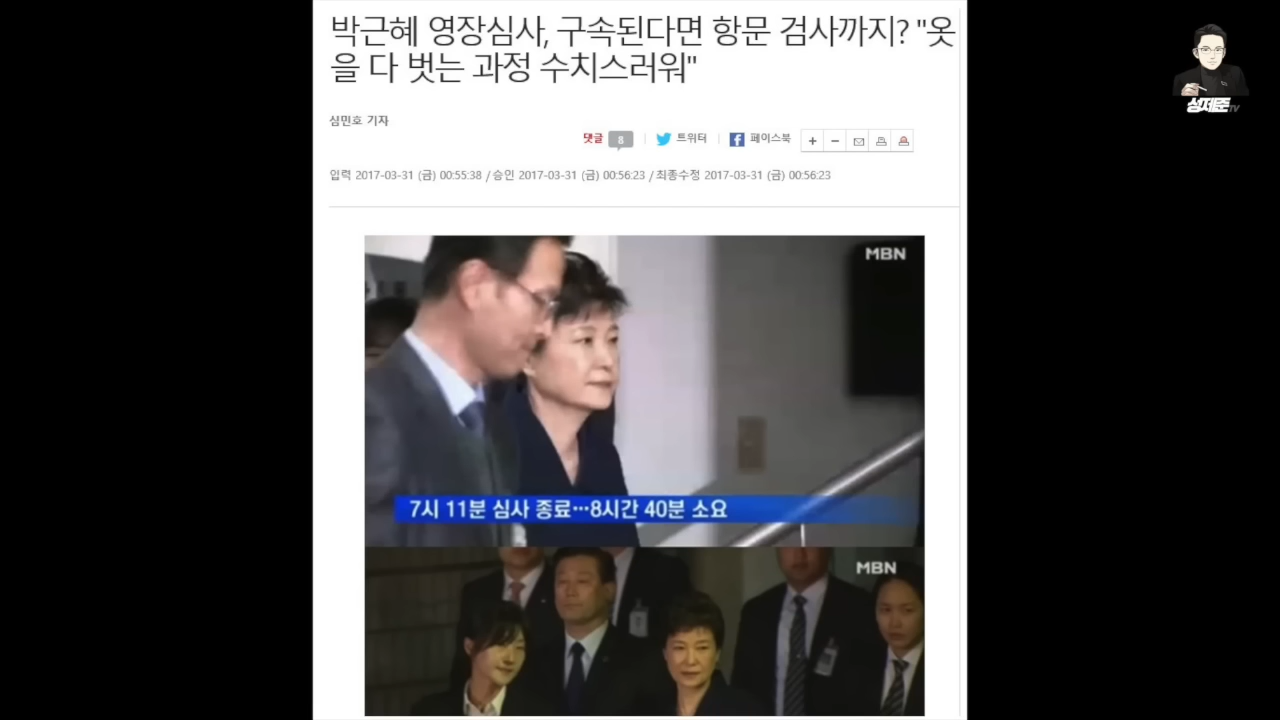 박근혜 영장심사, 구속된다면 항문 검사까지? "옷
을 다 벗는 과정 수치스러워"
심민호 기자
댓글 8 트위터 페이스북
입력 2017-03-31 (금) 00:55:38 / 승인 2017-03-31 (금) 00:56:23 / 최종수정 2017-03-31 (금) 00:56:23
MBN
7시 11분 심사 종료…8시간 40분 소요
MBN
성제준TV